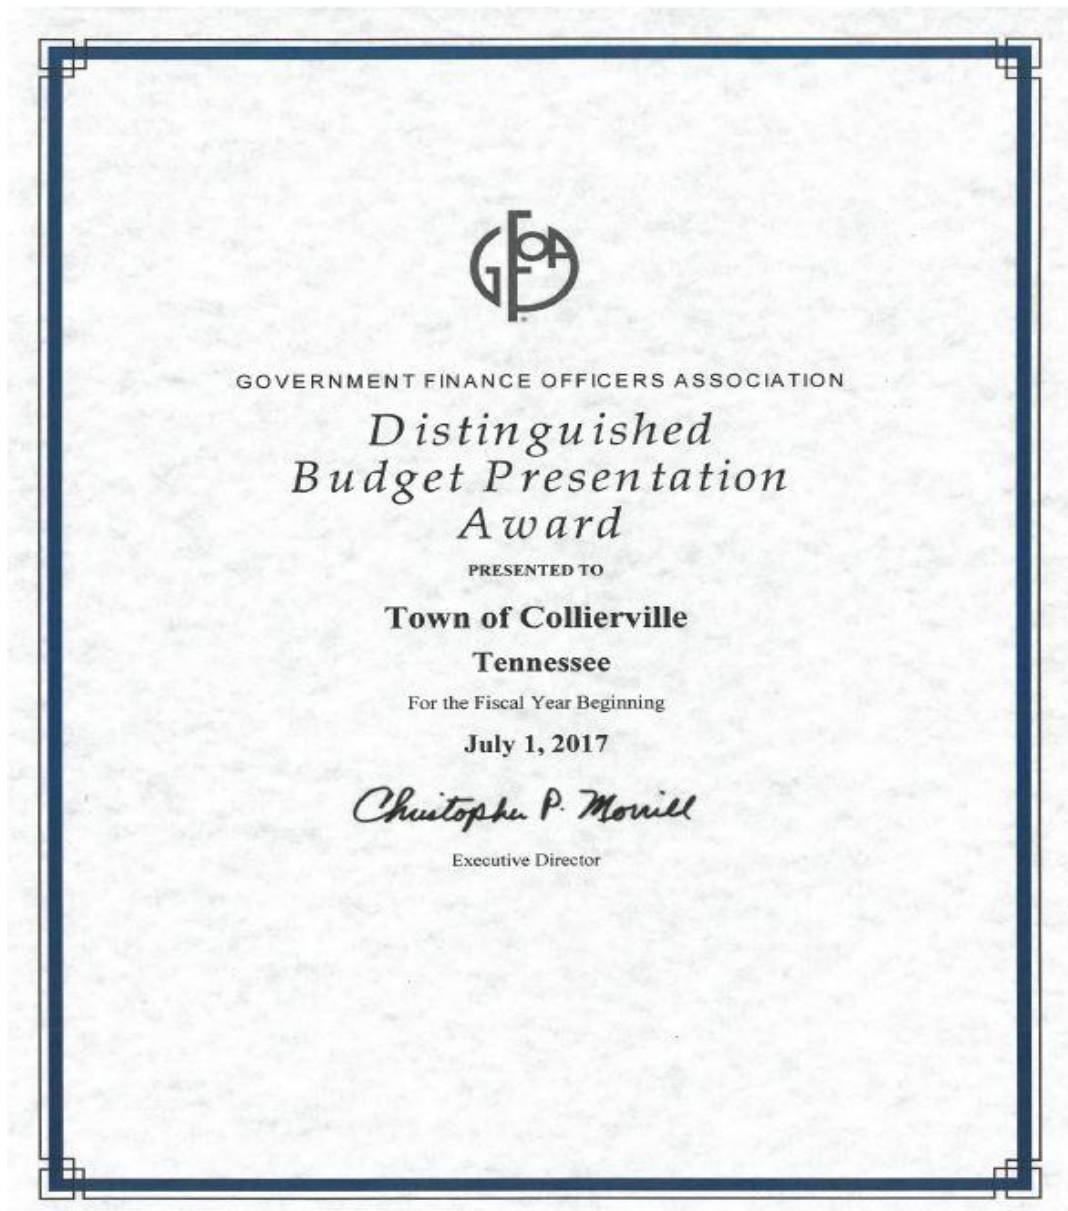 GFOA
GOVERNMENT FINANCE OFFICERS ASSOCIATION
Distinguished
Budget Presentation
Award
PRESENTED TO
Town of Collierville
Tennessee
For the Fiscal Year Beginning
July 1, 2017
Christopher P. Morrill
Executive Director